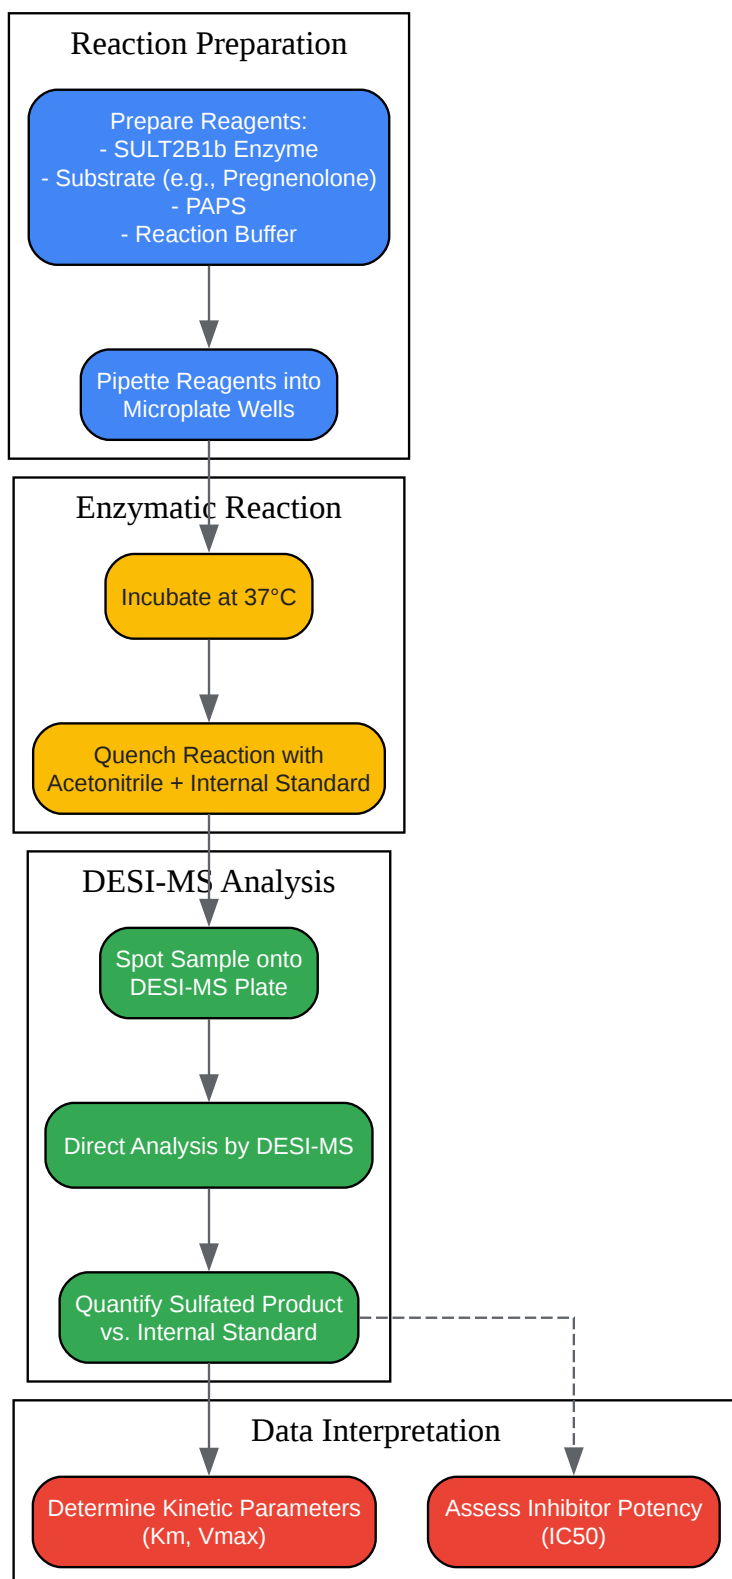 Reaction Preparation
Prepare Reagents:
- SULT2B1b Enzyme
- Substrate (e.g., Pregnenolone)
- PAPS
- Reaction Buffer
Pipette Reagents into
Microplate Wells
Enzymatic Reaction
Incubate at 37°C
Quench Reaction with
Acetonitrile + Internal Standard
DESI-MS Analysis
Spot Sample onto
DESI-MS Plate
Direct Analysis by DESI-MS
Quantify Sulfated Product
vs. Internal Standard
Data Interpretation
Determine Kinetic Parameters
(Km, Vmax)
Assess Inhibitor Potency
(IC50)